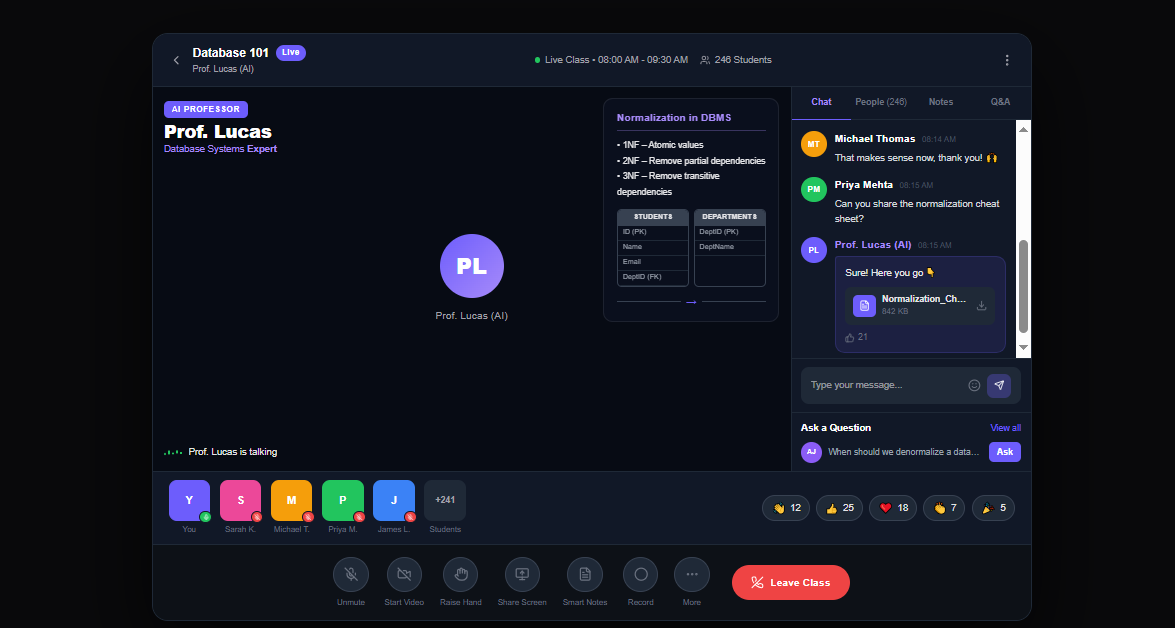 Database 101 Live
Prof. Lucas (AI)
Live Class • 08:00 AM - 09:30 AM 246 Students
AI PROFESSOR
Prof. Lucas
Database Systems Expert
PL
Prof. Lucas (AI)
Prof. Lucas is talking
Normalization in DBMS
• 1NF – Atomic values
• 2NF – Remove partial dependencies
• 3NF – Remove transitive
dependencies
STUDENTS
ID (PK)
Name
Email
DeptID (FK)
DEPARTMENTS
DeptID (PK)
DeptName
→
Chat People (246) Notes Q&A
MT
Michael Thomas 08:14 AM
That makes sense now, thank you! 🙌
PM
Priya Mehta 08:15 AM
Can you share the normalization cheat
sheet?
PL
Prof. Lucas (AI) 08:15 AM
Sure! Here you go 👇
Normalization_Ch...
842 KB
21
Type your message...
Ask a Question View all
AJ When should we denormalize a data... Ask
Y S M P J +241
You Sarah K. Michael T. Priya M. James L. Students
👋 12 👍 25 ❤️ 18 👏 7 🎉 5
Unmute Start Video Raise Hand Share Screen Smart Notes Record More
Leave Class